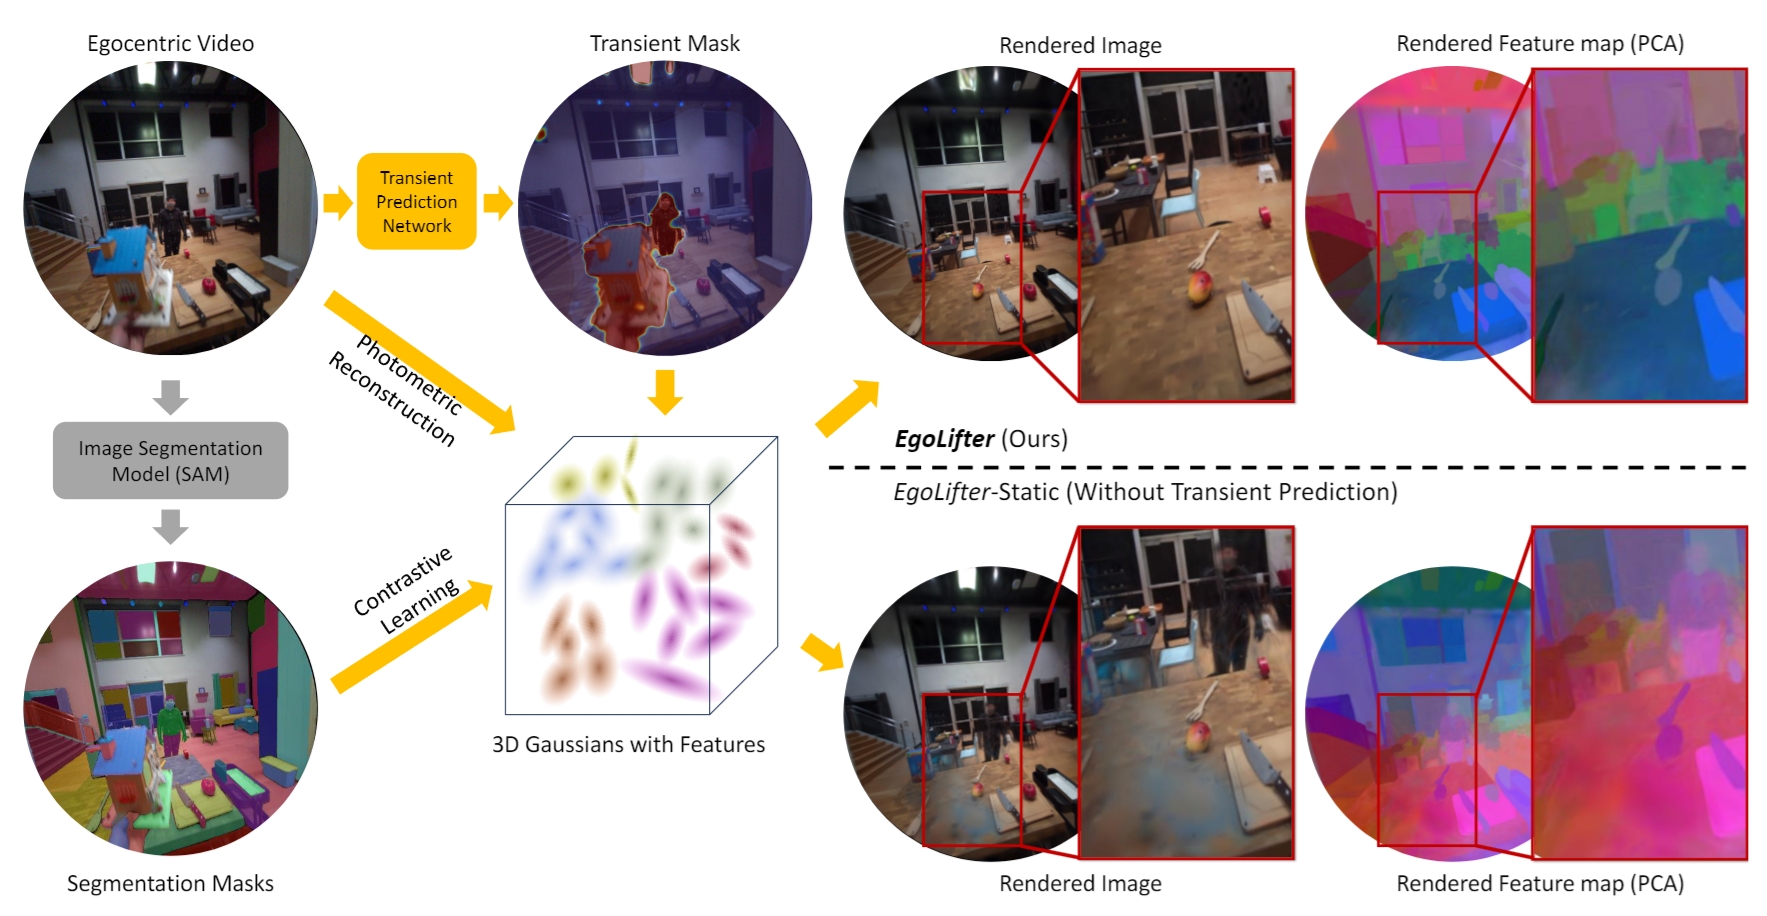 Egocentric Video
Transient Mask
Rendered Image
Rendered Feature map (PCA)
Transient
Prediction
Network
Photometric
Reconstruction
Image Segmentation
Model (SAM)
EgoLifter (Ours)
EgoLifter-Static (Without Transient Prediction)
Contrastive
Learning
3D Gaussians with Features
Segmentation Masks
Rendered Image
Rendered Feature map (PCA)